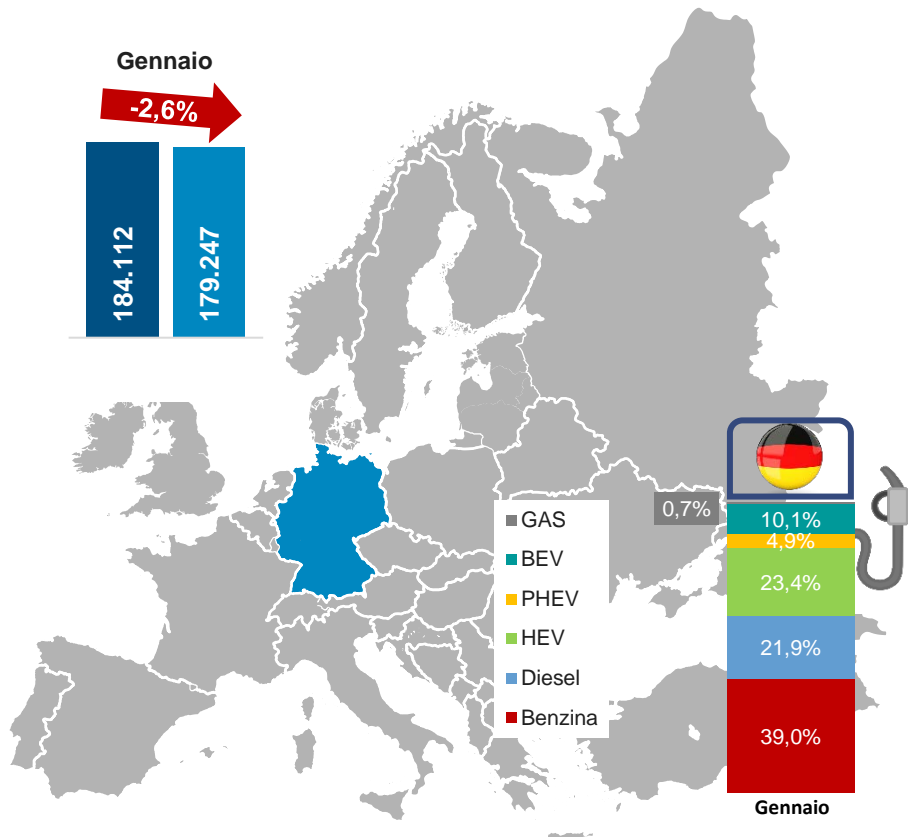 Gennaio
-2,6%
184.112
179.247
0,7%
GAS
BEV
PHEV
HEV
Diesel
Benzina
10,1%
4,9%
23,4%
21,9%
39,0%
Gennaio